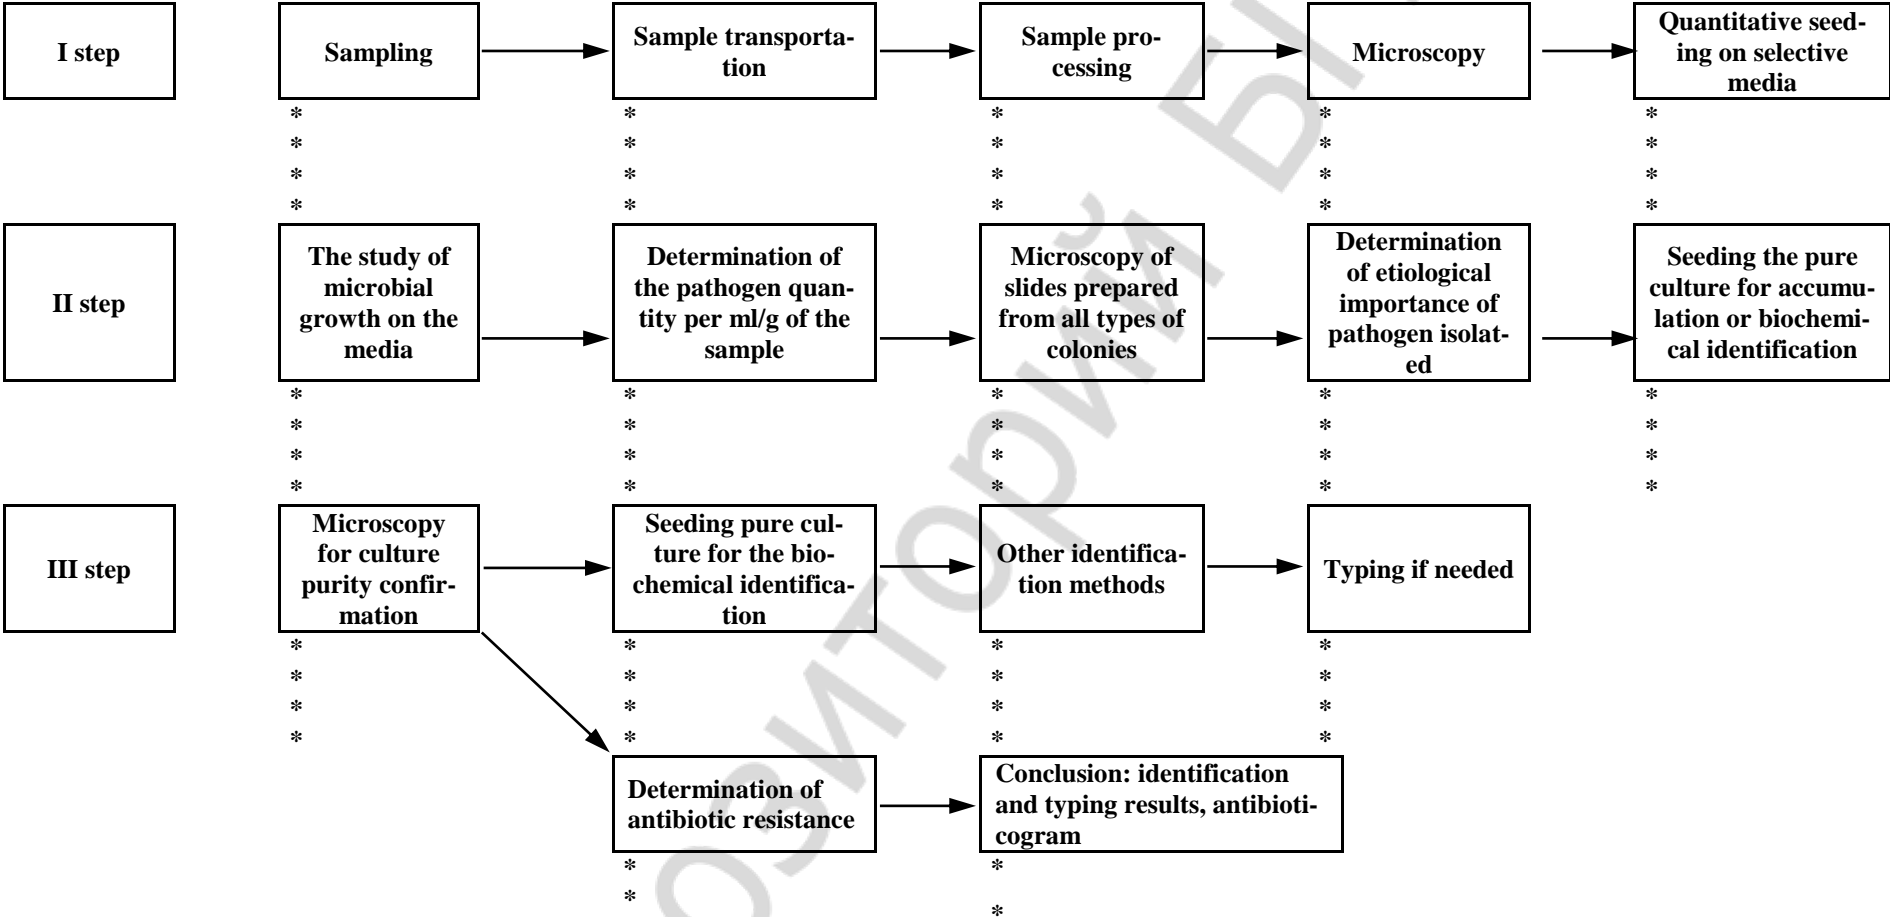 I step
Sampling
Sample transporta-
tion
Sample pro-
cessing
Microscopy
Quantitative seed-
ing on selective
media
* * * * *
* * * * *
* * * * *
* * * * *
II step
The study of
microbial
growth on the
media
Determination of
the pathogen quan-
tity per ml/g of the
sample
Microscopy of
slides prepared
from all types of
colonies
Determination
of etiological
importance of
pathogen isolat-
ed
Seeding the pure
culture for accumu-
lation or biochemi-
cal identification
* * * * *
* * * * *
* * * * *
* * * * *
III step
Microscopy
for culture
purity confir-
mation
Seeding pure cul-
ture for the bio-
chemical identifica-
tion
Other identifica-
tion methods
Typing if needed
* * * *
* * * *
* * * *
* * * *
Determination of
antibiotic resistance
Conclusion: identification
and typing results, antibioti-
cogram
* *
*
*
озиторий Б